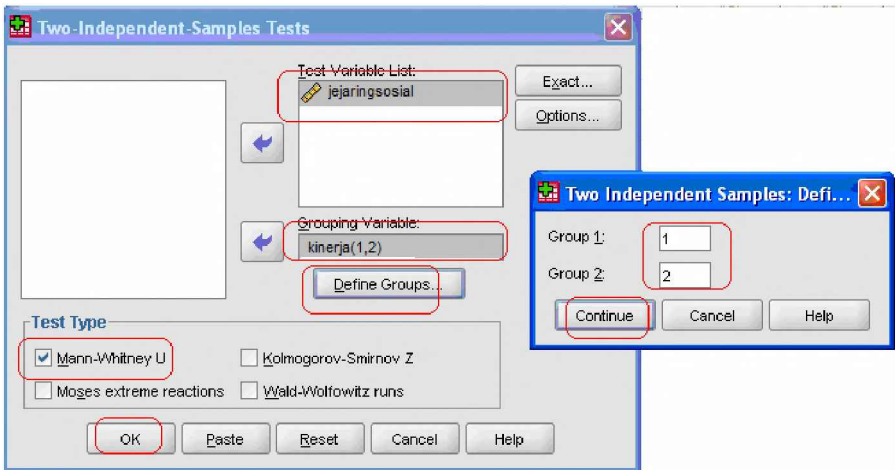 Two-Independent-Samples Tests
Test Variable List:
jejaringsosial
Exact...
Options...
Grouping Variable:
kinerja(1,2)
Define Groups...
Test Type
Mann-Whitney U
Kolmogorov-Smirnov Z
Moses extreme reactions
Wald-Wolfowitz runs
OK
Paste
Reset
Cancel
Help
Two Independent Samples: Defi...
Group 1:
1
Group 2:
2
Continue
Cancel
Help